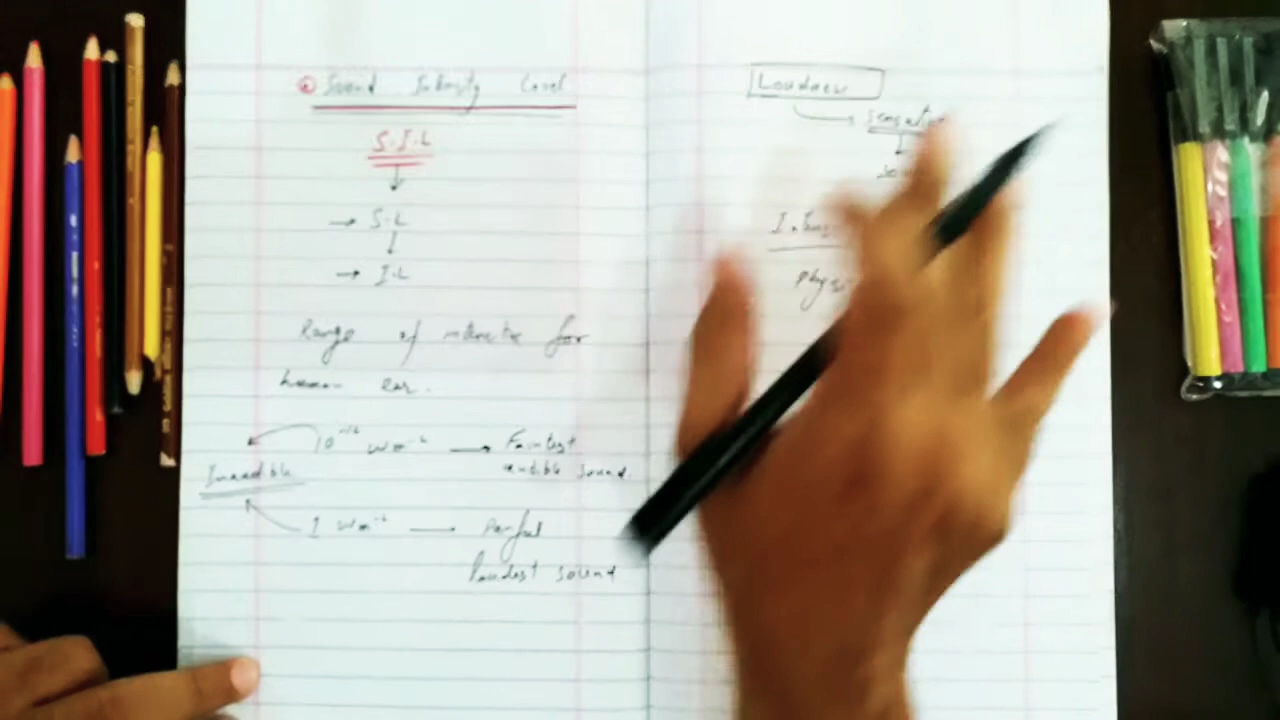 Sound Intensity Level
S.I.L
→ S.L
→ I.L
Range of intensities for
human ear.
10⁻¹² Wm⁻² → Faintest
audible sound.
Inaudible
1 Wm⁻² → Painful
loudest sound
Loudness